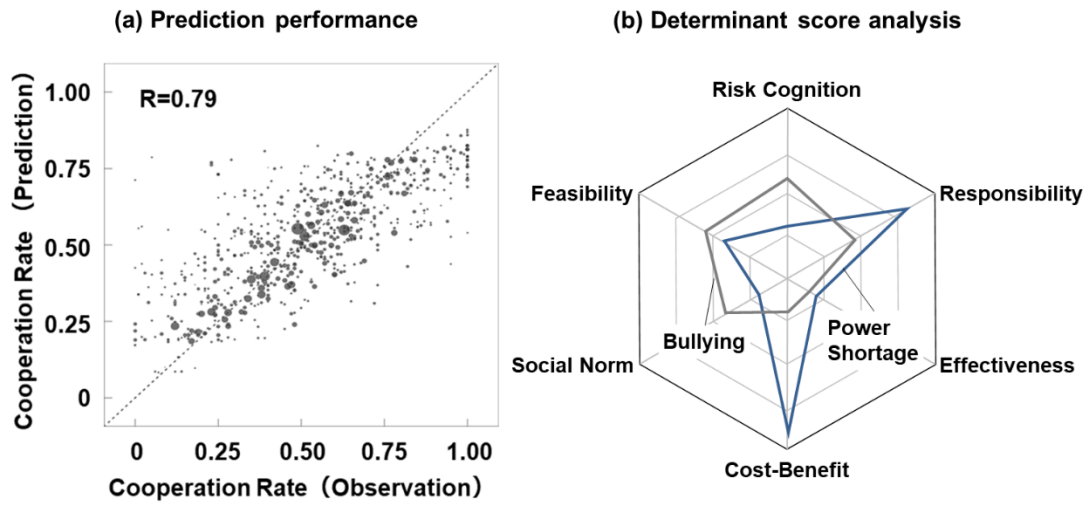 (a) Prediction performance
Cooperation Rate（Prediction）
1.00
0.75
0.50
0.25
0
R=0.79
0 0.25 0.50 0.75 1.00
Cooperation Rate（Observation）
(b) Determinant score analysis
Risk Cognition
Feasibility
Responsibility
Bullying
Power
Shortage
Social Norm
Effectiveness
Cost-Benefit